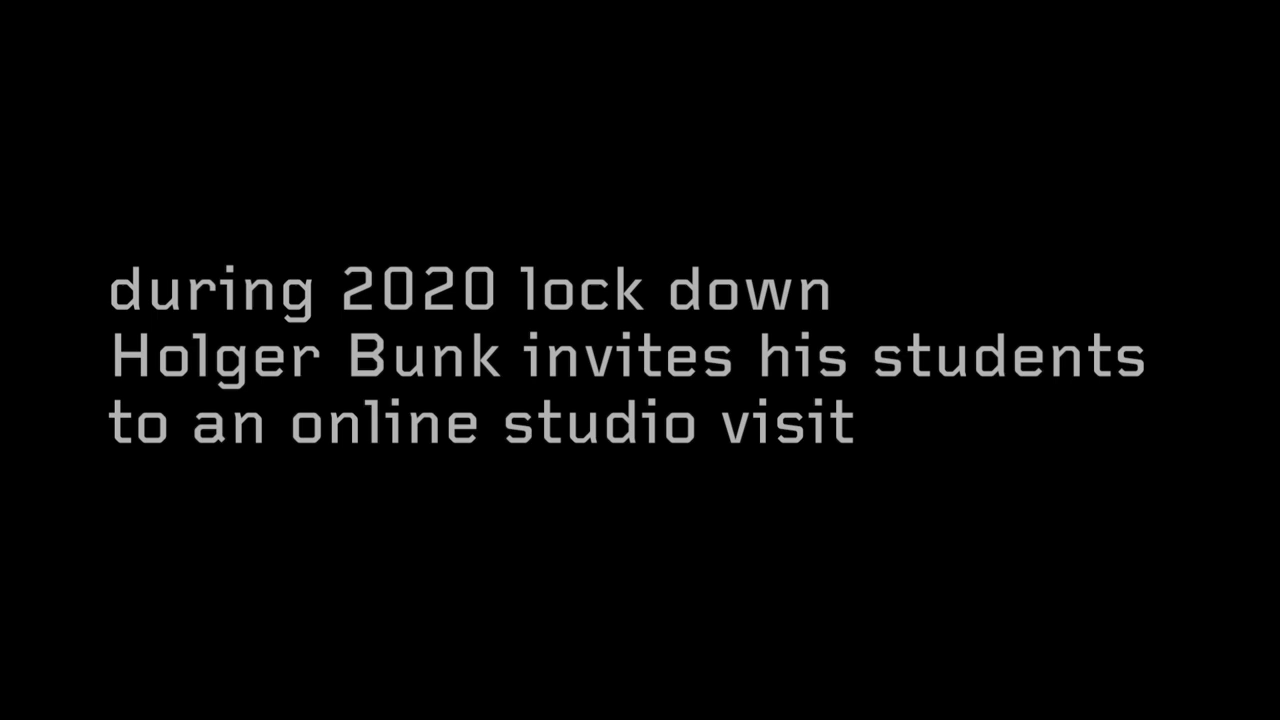 during 2020 lock down
Holger Bunk invites his students
to an online studio visit